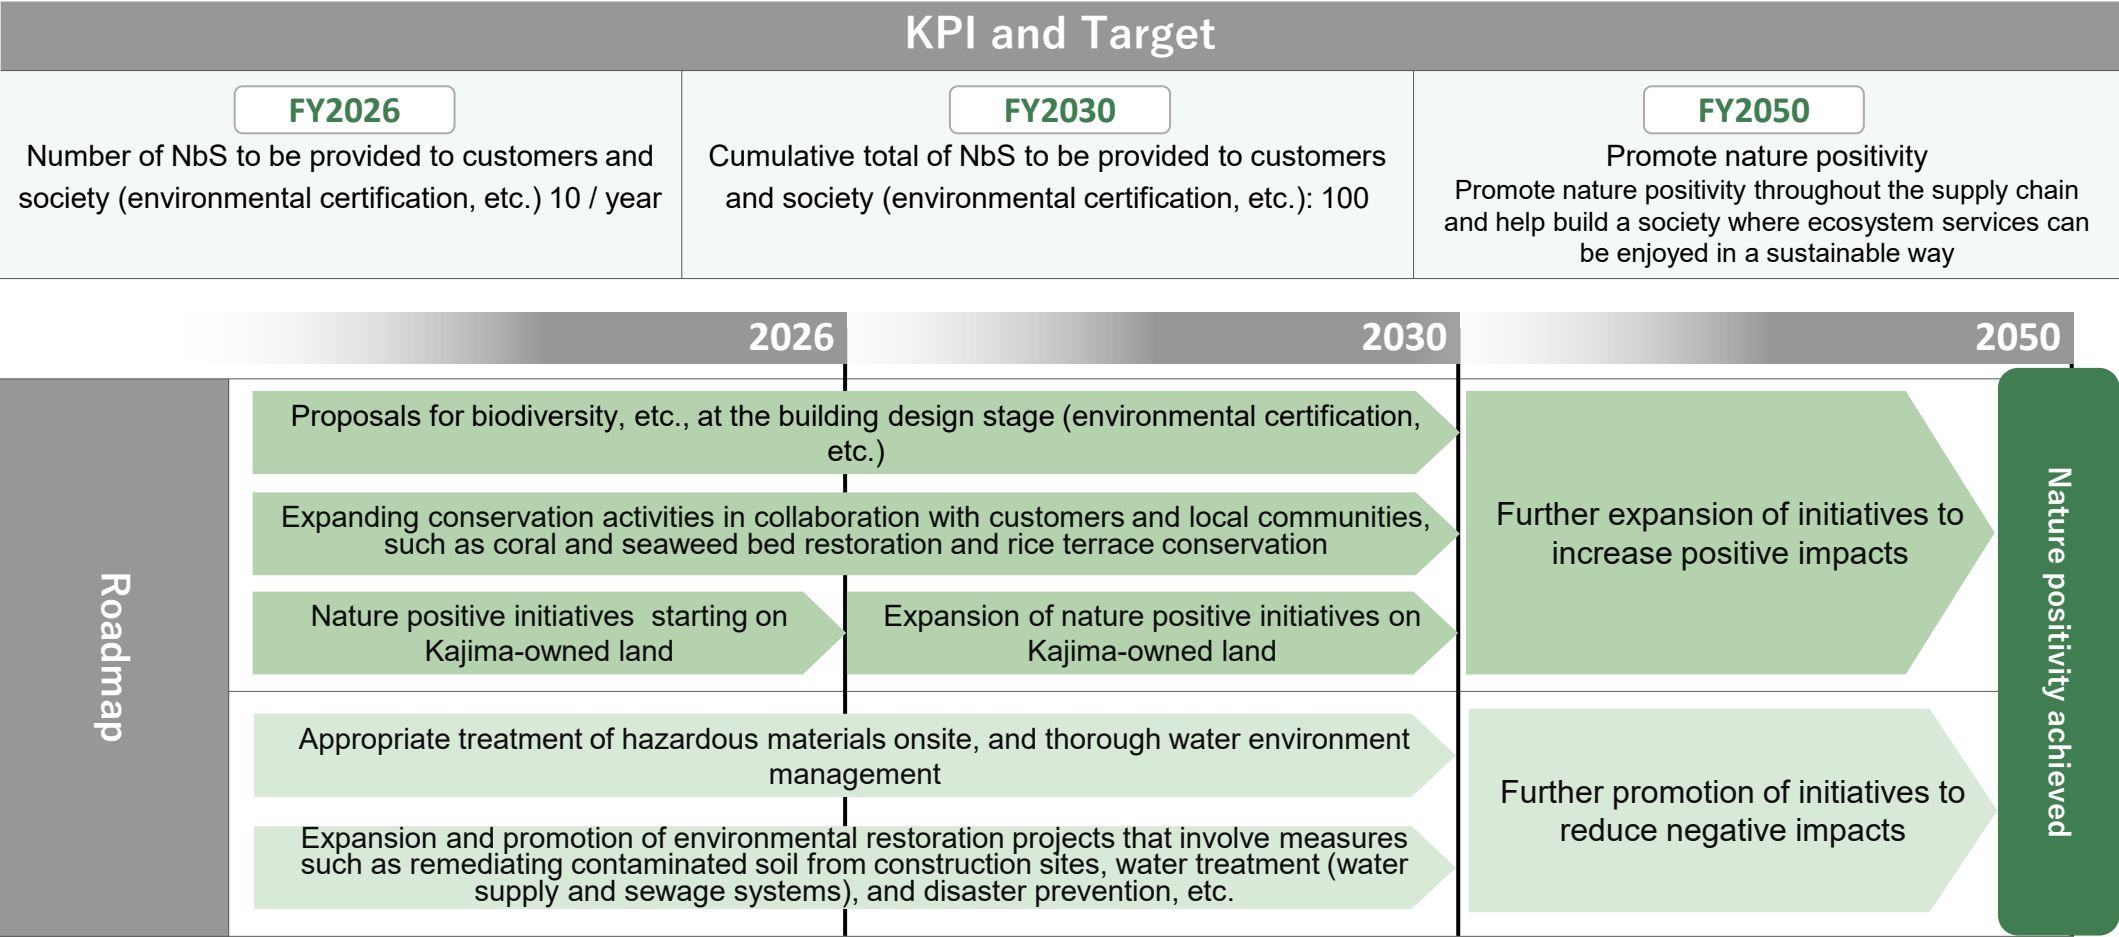 KPI and Target
FY2026
Number of NbS to be provided to customers and
society (environmental certification, etc.) 10 / year
FY2030
Cumulative total of NbS to be provided to customers
and society (environmental certification, etc.): 100
FY2050
Promote nature positivity
Promote nature positivity throughout the supply chain
and help build a society where ecosystem services can
be enjoyed in a sustainable way
2026
2030
2050
Roadmap
Proposals for biodiversity, etc., at the building design stage (environmental certification,
etc.)
Expanding conservation activities in collaboration with customers and local communities,
such as coral and seaweed bed restoration and rice terrace conservation
Nature positive initiatives starting on
Kajima-owned land
Expansion of nature positive initiatives on
Kajima-owned land
Further expansion of initiatives to
increase positive impacts
Appropriate treatment of hazardous materials onsite, and thorough water environment
management
Expansion and promotion of environmental restoration projects that involve measures
such as remediating contaminated soil from construction sites, water treatment (water
supply and sewage systems), and disaster prevention, etc.
Further promotion of initiatives to
reduce negative impacts
Nature positivity achieved